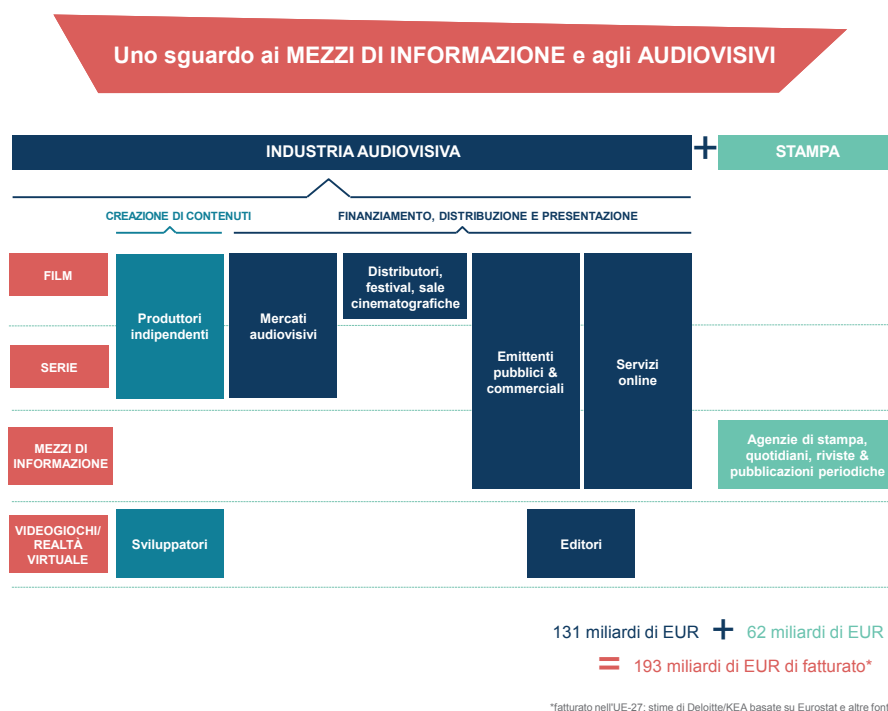 Uno sguardo ai MEZZI DI INFORMAZIONE e agli AUDIOVISIVI
INDUSTRIA AUDIOVISIVA
+
STAMPA
CREAZIONE DI CONTENUTI
FINANZIAMENTO, DISTRIBUZIONE E PRESENTAZIONE
FILM
Produttori
indipendenti
Mercati
audiovisivi
Distributori,
festival, sale
cinematografiche
Emittenti
pubblici &
commerciali
Servizi
online
SERIE
MEZZI DI
INFORMAZIONE
Agenzie di stampa,
quotidiani, riviste &
pubblicazioni periodiche
VIDEOGIOCHI/
REALTÀ
VIRTUALE
Sviluppatori
Editori
131 miliardi di EUR + 62 miliardi di EUR
= 193 miliardi di EUR di fatturato*
*fatturato nell'UE-27: stime di Deloitte/KEA basate su Eurostat e altre font